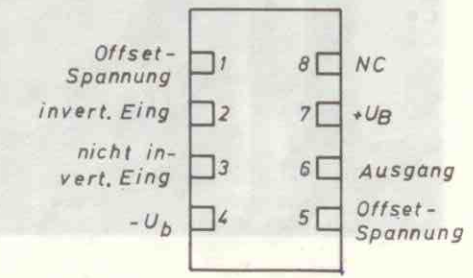 Offset-
Spannung
1
8
NC
invert. Eing
2
7
+UB
nicht in-
vert. Eing
3
6
Ausgang
-Ub
4
5
Offset-
Spannung